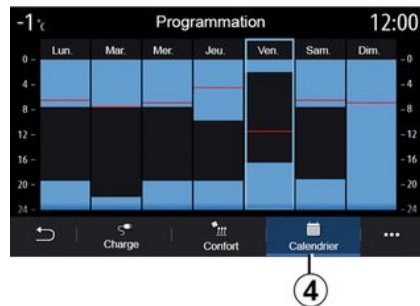 -1°c Programmation 12:00
Lun. Mar. Mer. Jeu. Ven. Sam. Dim.
0 0
4 4
8 8
12 12
16 16
20 20
24 24
Charge Confort Calendrier ...
4